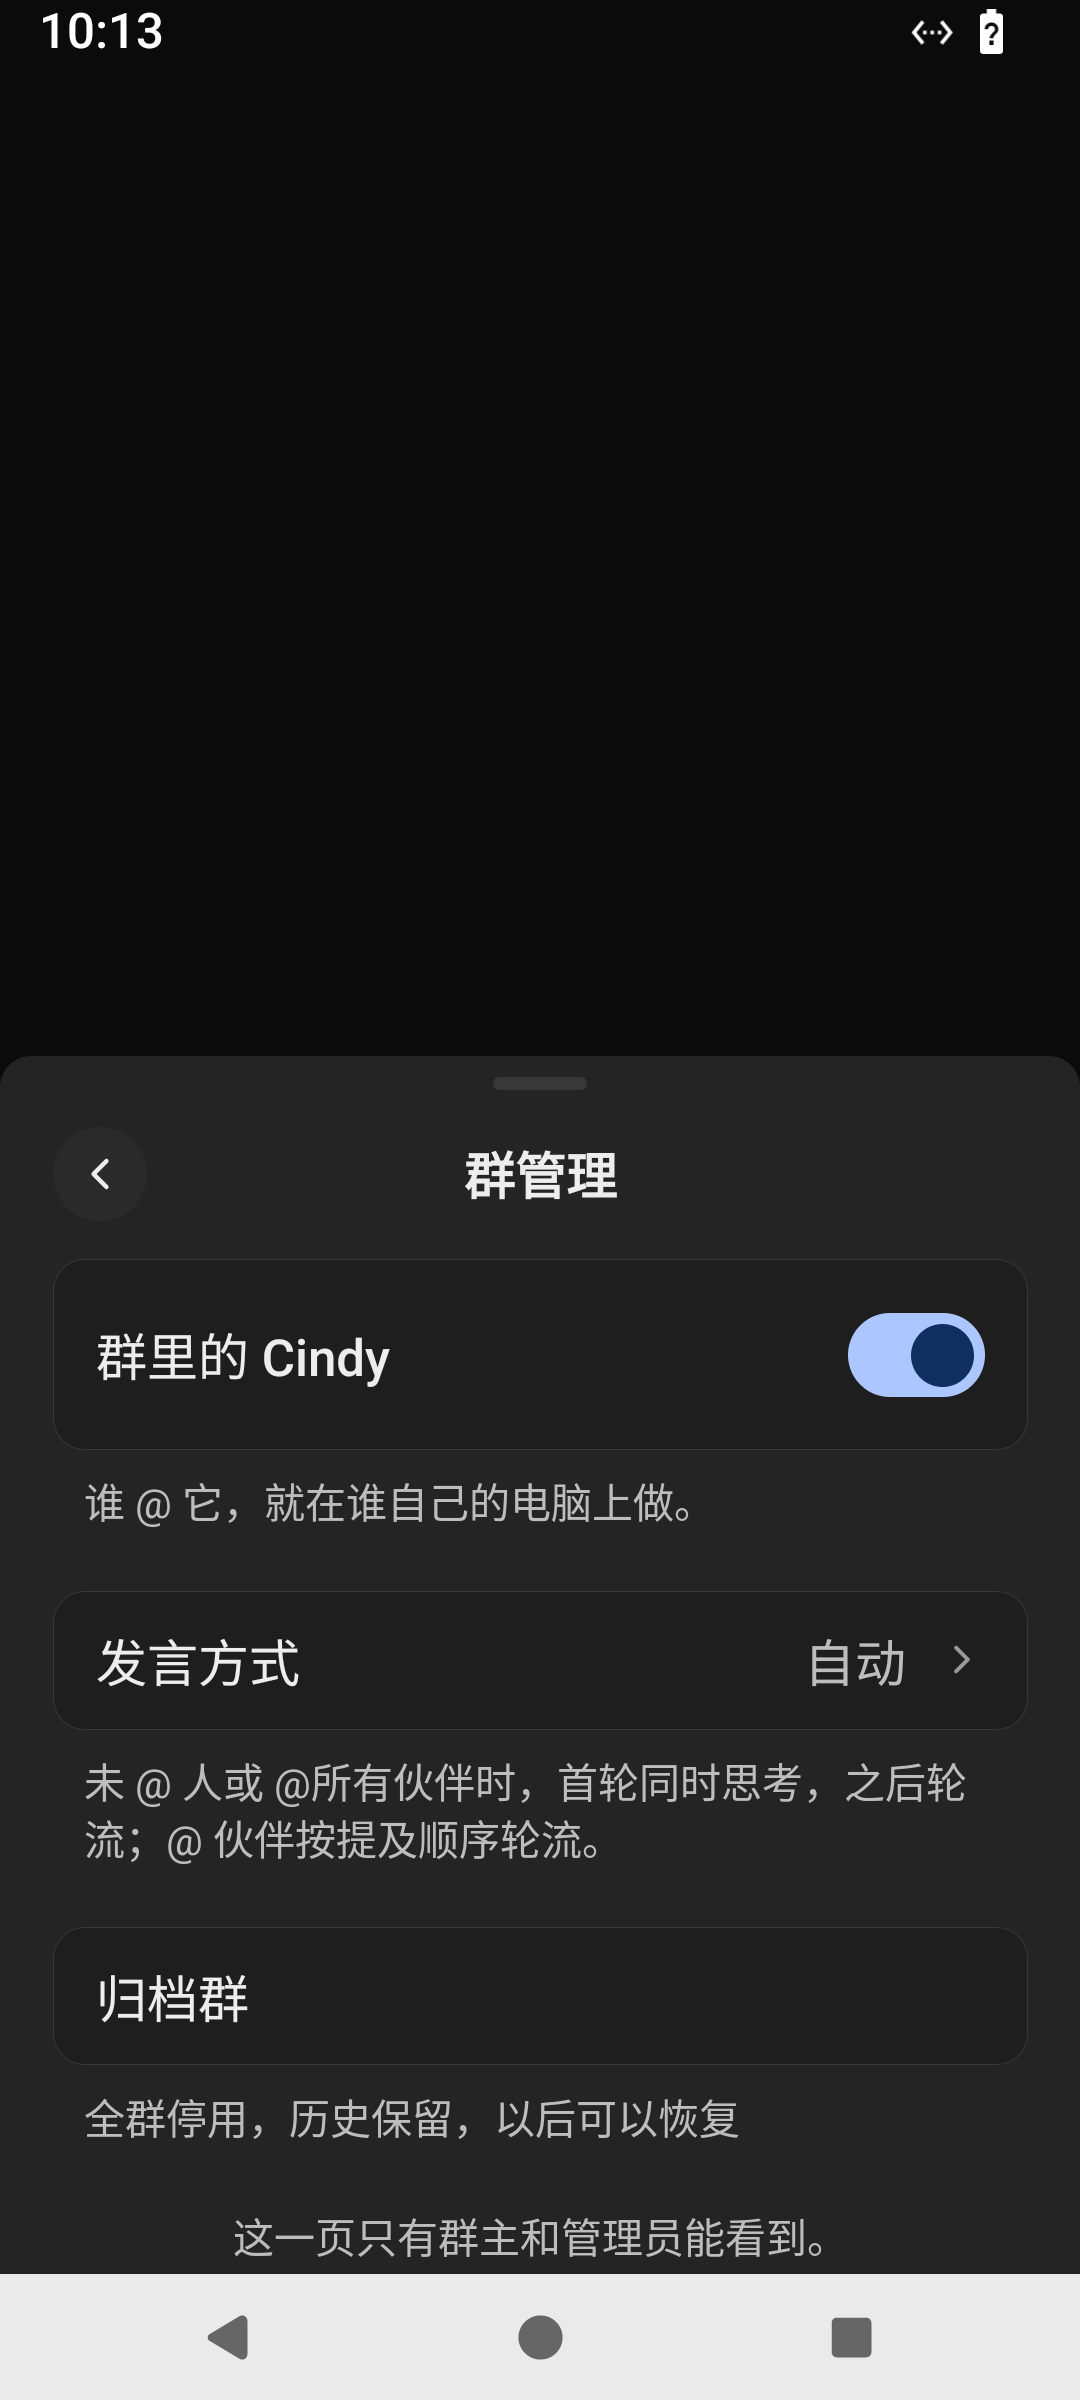 10:13
群管理
群里的 Cindy
谁 @ 它，就在谁自己的电脑上做。
发言方式
自动
未 @ 人或 @所有伙伴时，首轮同时思考，之后轮
流；@ 伙伴按提及顺序轮流。
归档群
全群停用，历史保留，以后可以恢复
这一页只有群主和管理员能看到。